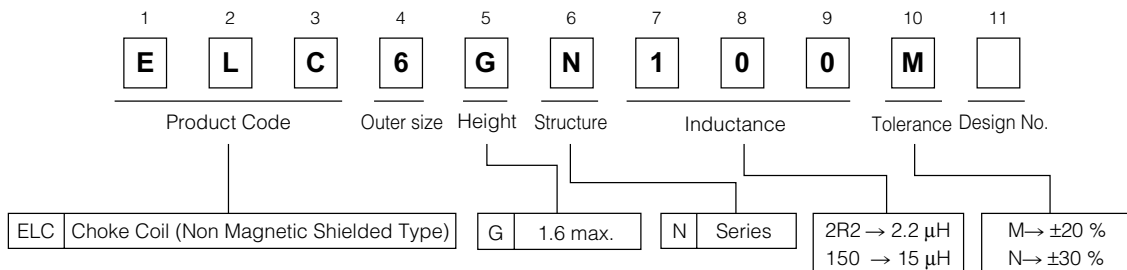 1 2 3 4 5 6 7 8 9 10 11
E L C 6 G N 1 0 0 M
Product Code Outer size Height Structure Inductance Tolerance Design No.
ELC Choke Coil (Non Magnetic Shielded Type) G 1.6 max. N Series 2R2 → 2.2 µH M→ ±20 %
150 → 15 µH N→ ±30 %